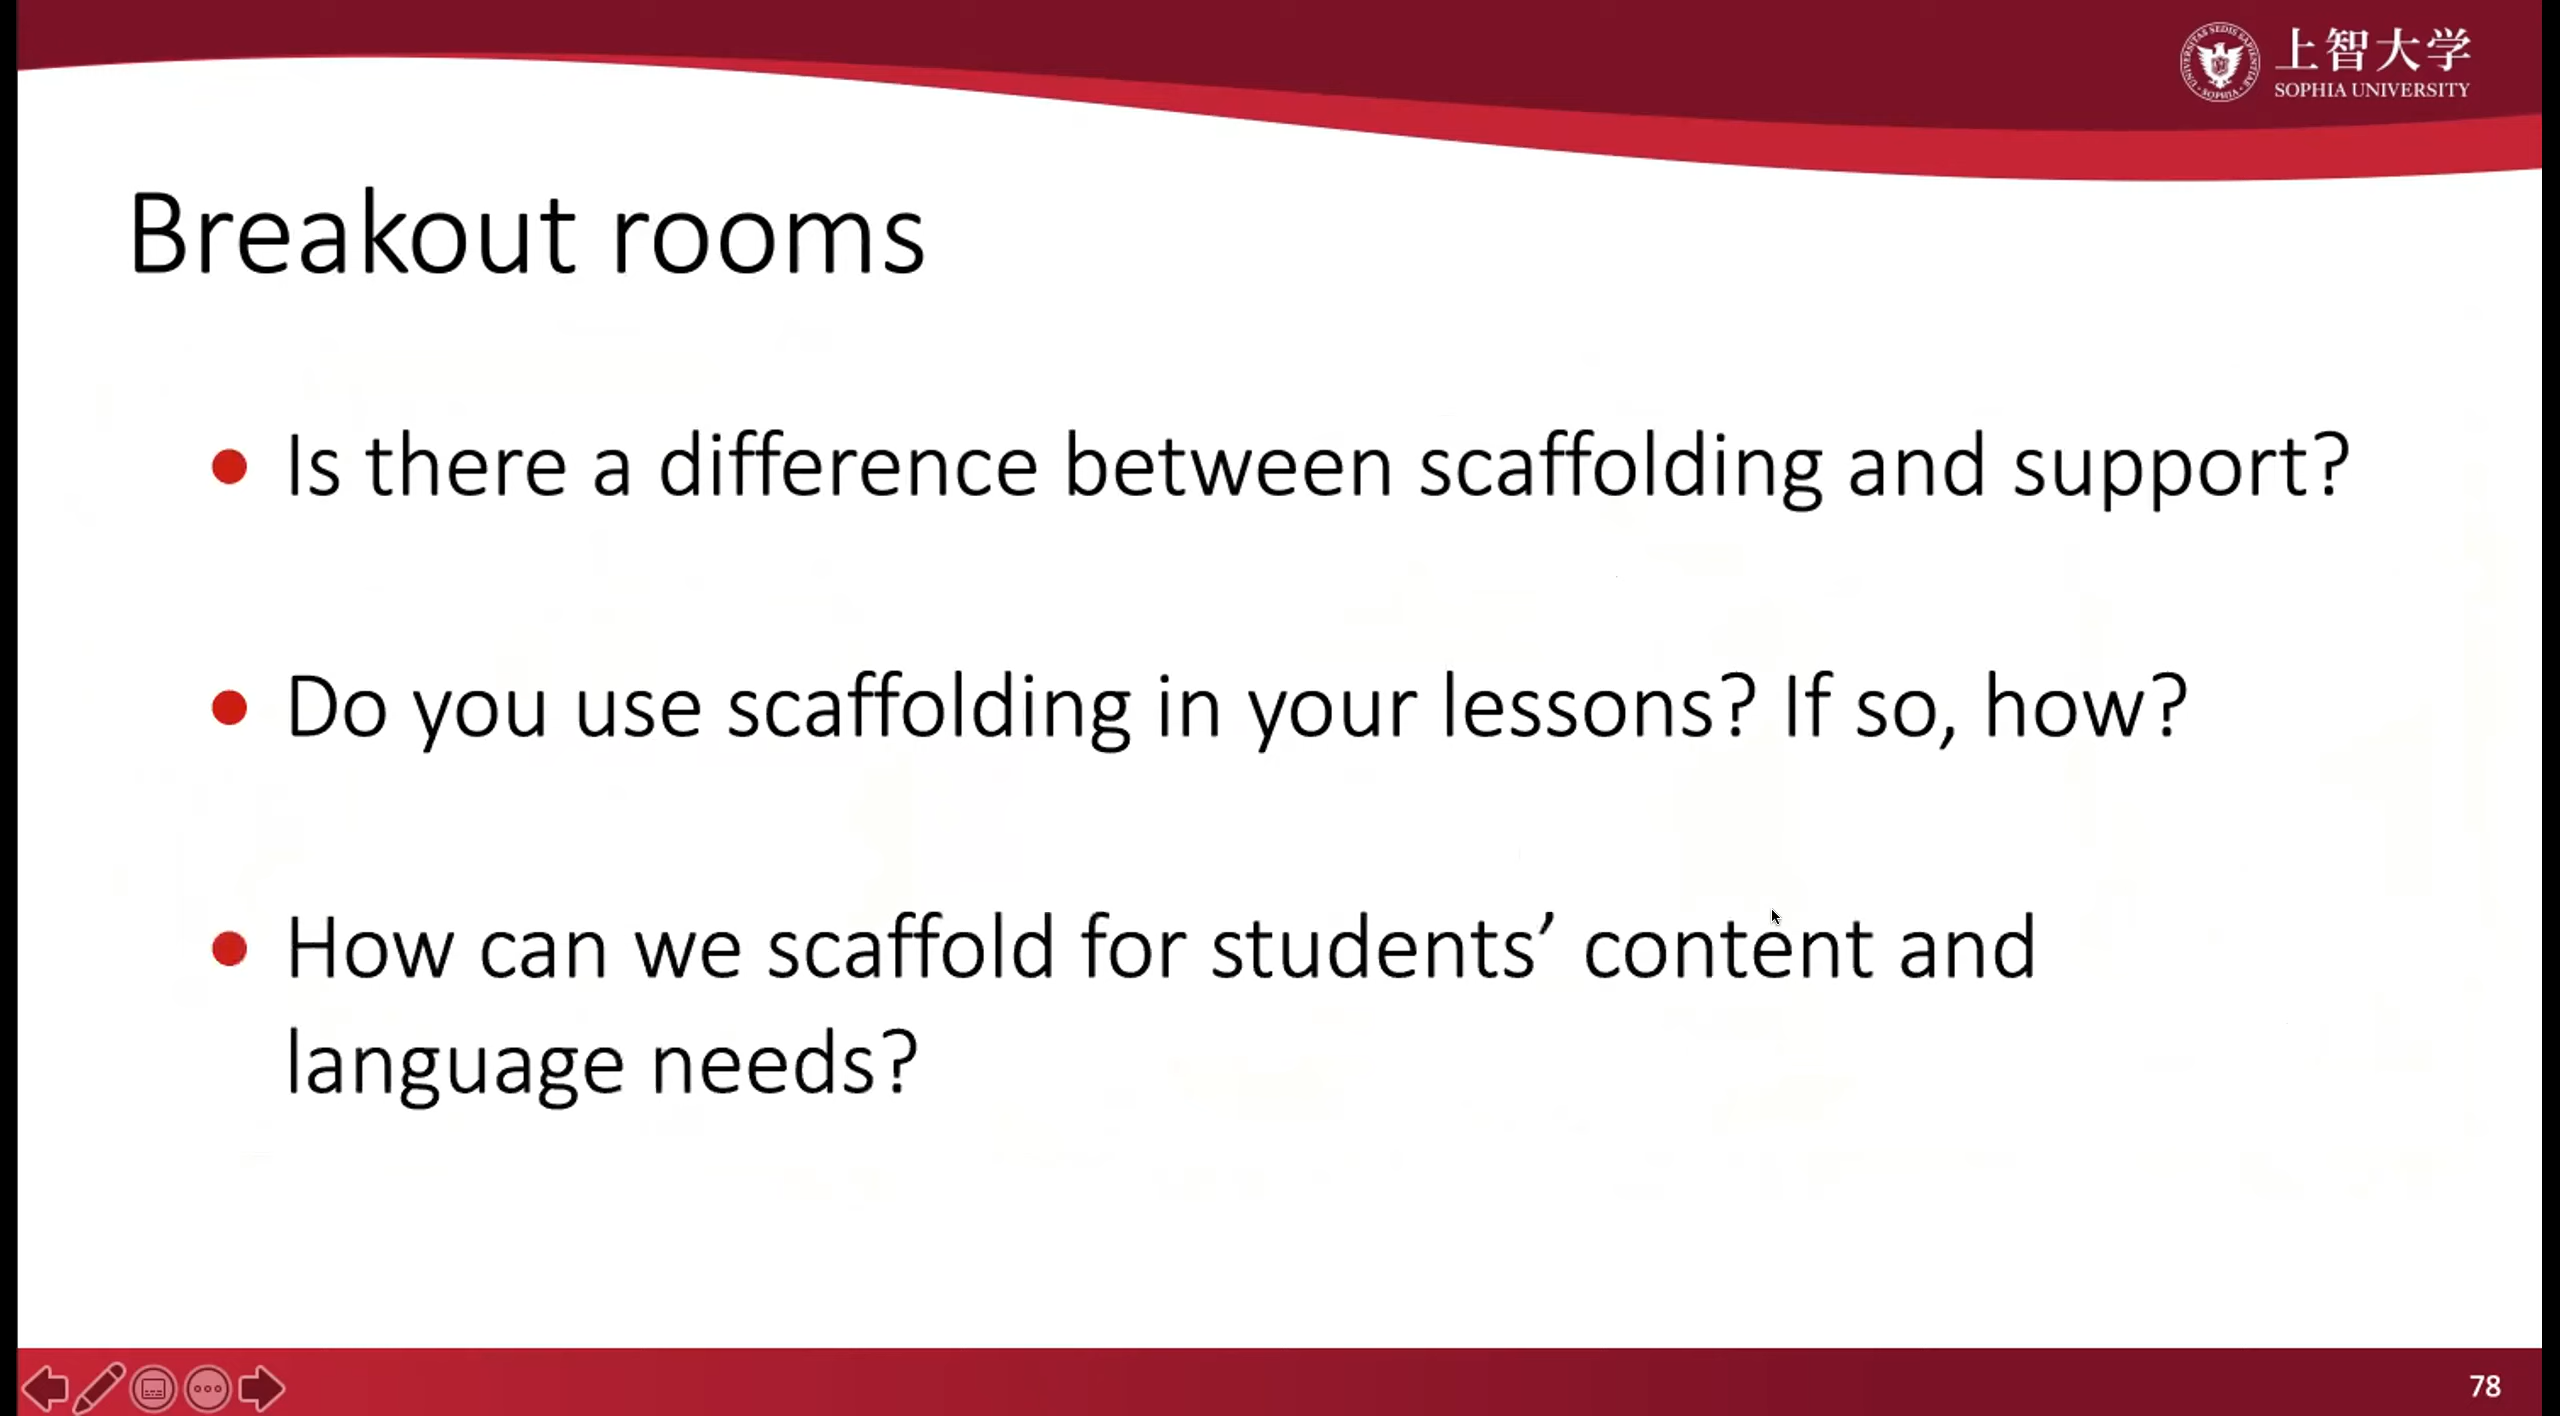 上智大学
SOPHIA UNIVERSITY
Breakout rooms
Is there a difference between scaffolding and support?
Do you use scaffolding in your lessons? If so, how?
How can we scaffold for students’ content and
language needs?
78